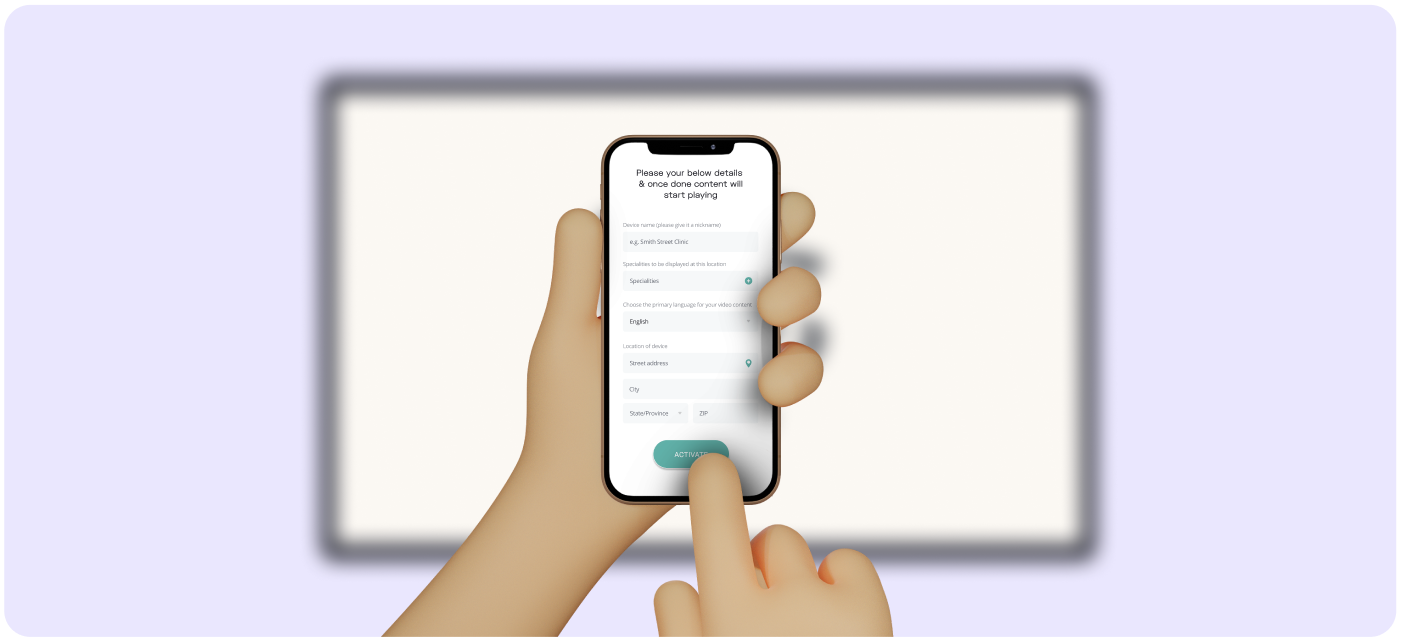 Please your below details
& once done content will
start playing
Device name (please give it a nickname)
e.g. Smith Street Clinic
Specialities to be displayed at this location
Specialities
Choose the primary language for your video content
English
Location of device
Street address
City
State/Province
ZIP
ACTIVATE